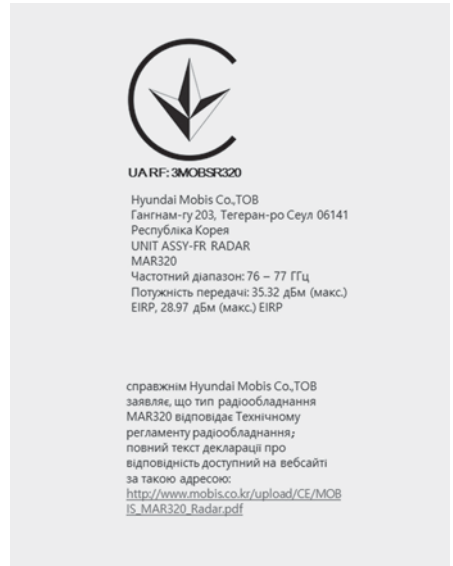 UA RF: 3MOBSR320
Hyundai Mobis Co.,ТОВ
Гангнам-гу 203, Тегеран-ро Сеул 06141
Республіка Корея
UNIT ASSY-FR RADAR
MAR320
Частотний діапазон: 76 – 77 ГГц
Потужність передачі: 35.32 дБм (макс.)
EIRP, 28.97 дБм (макс.) EIRP
справжнім Hyundai Mobis Co.,ТОВ
заявляє, що тип радіообладнання
MAR320 відповідає Технічному
регламенту радіообладнання;
повний текст декларації про
відповідність доступний на вебсайті
за такою адресою:
http://www.mobis.co.kr/upload/CE/MOB
IS_MAR320_Radar.pdf